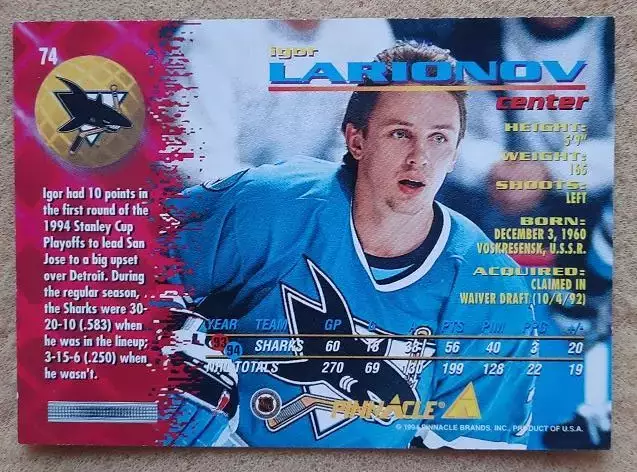 74
igor
LARIONOV
center
HEIGHT:
5'9"
WEIGHT:
165
SHOOTS:
LEFT
BORN:
DECEMBER 3, 1960
VOSKRESENSK, U.S.S.R.
ACQUIRED:
CLAIMED IN
WAIVER DRAFT (10/4/92)
Igor had 10 points in
the first round of the
1994 Stanley Cup
Playoffs to lead San
Jose to a big upset
over Detroit. During
the regular season,
the Sharks were 30-
20-10 (.583) when
he was in the lineup;
3-15-6 (.250) when
he wasn't.
YEAR TEAM GP G A PTS PIM PPG +/-
93 94 SHARKS 60 18 38 56 40 3 20
NHL TOTALS 270 69 130 199 128 22 19
NHL
PINNACLE
© 1994 PINNACLE BRANDS, INC., PRODUCT OF U.S.A.